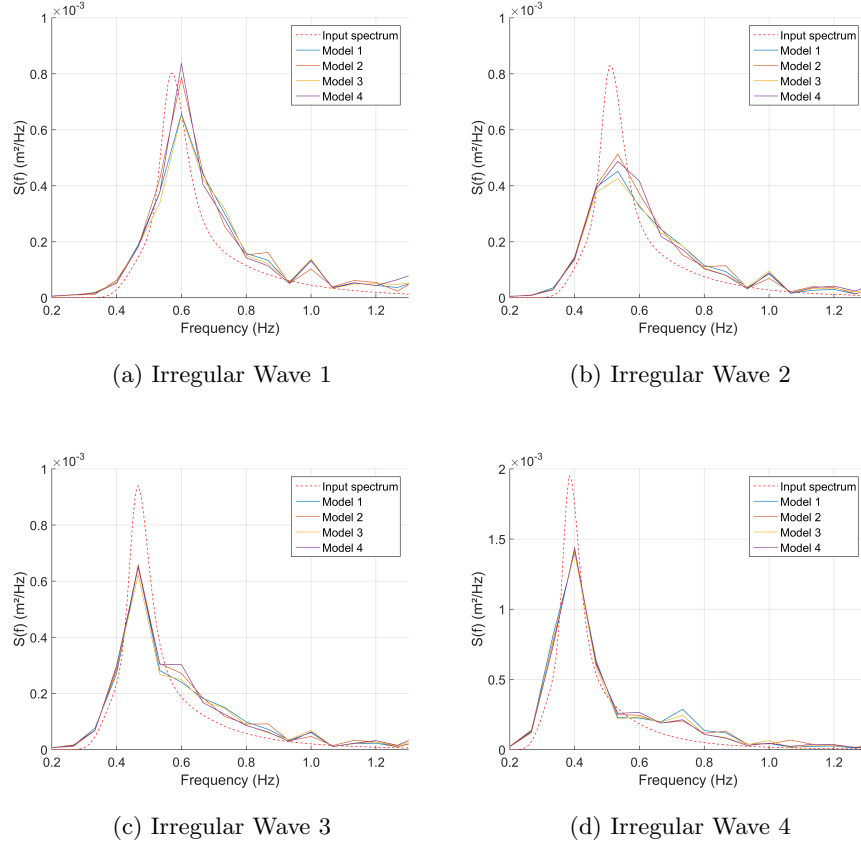 ×10⁻³
1
0.8
0.6
0.4
0.2
0
S(f) (m²/Hz)
0.2 0.4 0.6 0.8 1.0 1.2
Frequency (Hz)
Input spectrum
Model 1
Model 2
Model 3
Model 4
(a) Irregular Wave 1
×10⁻³
1
0.8
0.6
0.4
0.2
0
S(f) (m²/Hz)
0.2 0.4 0.6 0.8 1.0 1.2
Frequency (Hz)
Input spectrum
Model 1
Model 2
Model 3
Model 4
(b) Irregular Wave 2
×10⁻³
1
0.8
0.6
0.4
0.2
0
S(f) (m²/Hz)
0.2 0.4 0.6 0.8 1.0 1.2
Frequency (Hz)
Input spectrum
Model 1
Model 2
Model 3
Model 4
(c) Irregular Wave 3
×10⁻³
2
1.5
1
0.5
0
S(f) (m²/Hz)
0.2 0.4 0.6 0.8 1.0 1.2
Frequency (Hz)
Input spectrum
Model 1
Model 2
Model 3
Model 4
(d) Irregular Wave 4